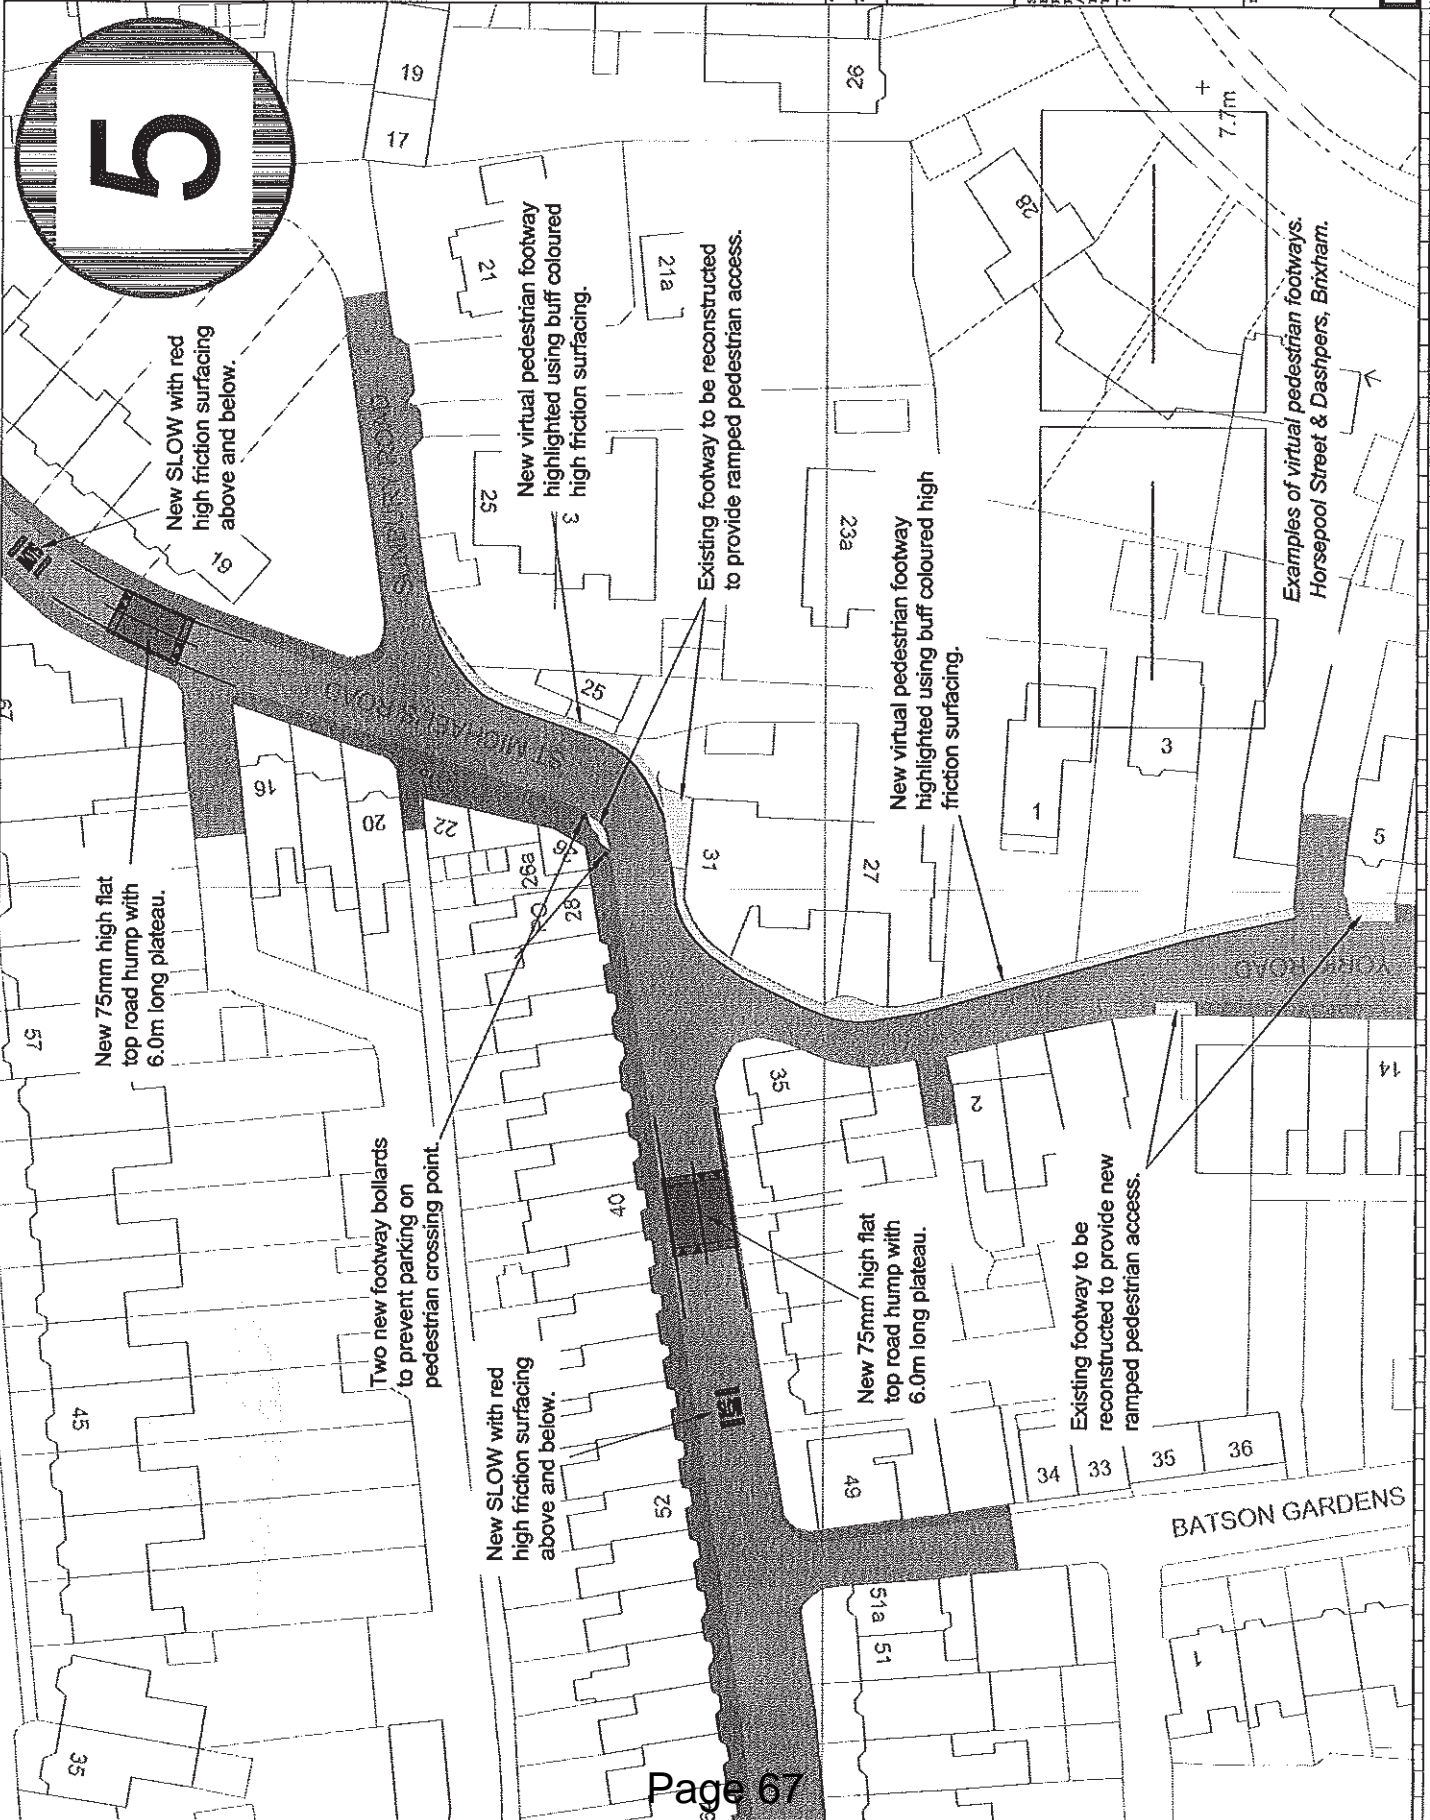 5
New SLOW with red
high friction surfacing
above and below.
New virtual pedestrian footway
highlighted using buff coloured
high friction surfacing.
Existing footway to be reconstructed
to provide ramped pedestrian access.
New virtual pedestrian footway
highlighted using buff coloured high
friction surfacing.
Examples of virtual pedestrian footways.
Horsepool Street & Dashpers, Brixham.
New 75mm high flat
top road hump with
6.0m long plateau.
Two new footway bollards
to prevent parking on
pedestrian crossing point.
New SLOW with red
high friction surfacing
above and below.
New 75mm high flat
top road hump with
6.0m long plateau.
Existing footway to be
reconstructed to provide new
ramped pedestrian access.
ST MICHAEL'S ROAD
YORK ROAD
BATSON GARDENS
7.7m
19
17
21
21a
26
28
25
3
23a
19
25
31
27
1
3
5
16
20
22
26a
28
57
45
35
40
52
35
2
14
49
34
33
35
36
51a
51
1
Page 67